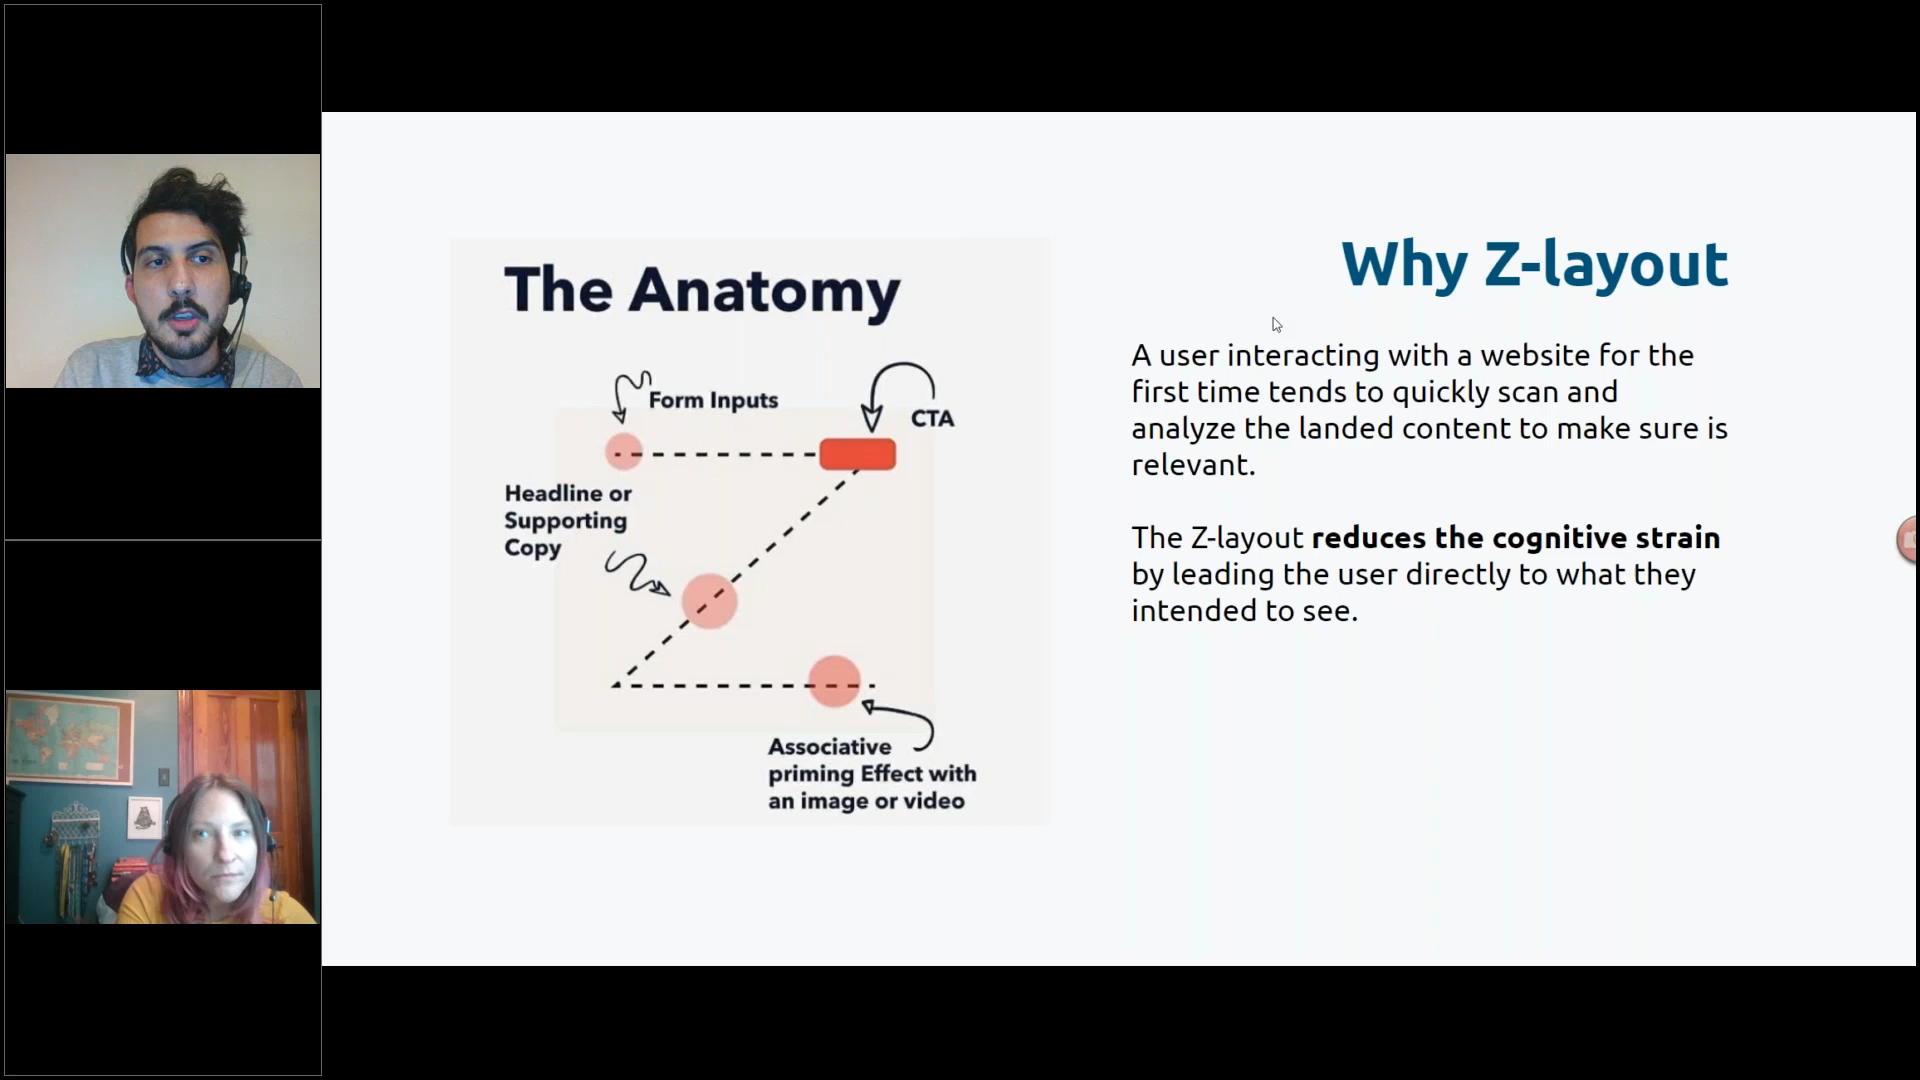 The Anatomy
Form Inputs
CTA
Headline or
Supporting
Copy
Associative
priming Effect with
an image or video
Why Z-layout
A user interacting with a website for the
first time tends to quickly scan and
analyze the landed content to make sure is
relevant.
The Z-layout reduces the cognitive strain
by leading the user directly to what they
intended to see.